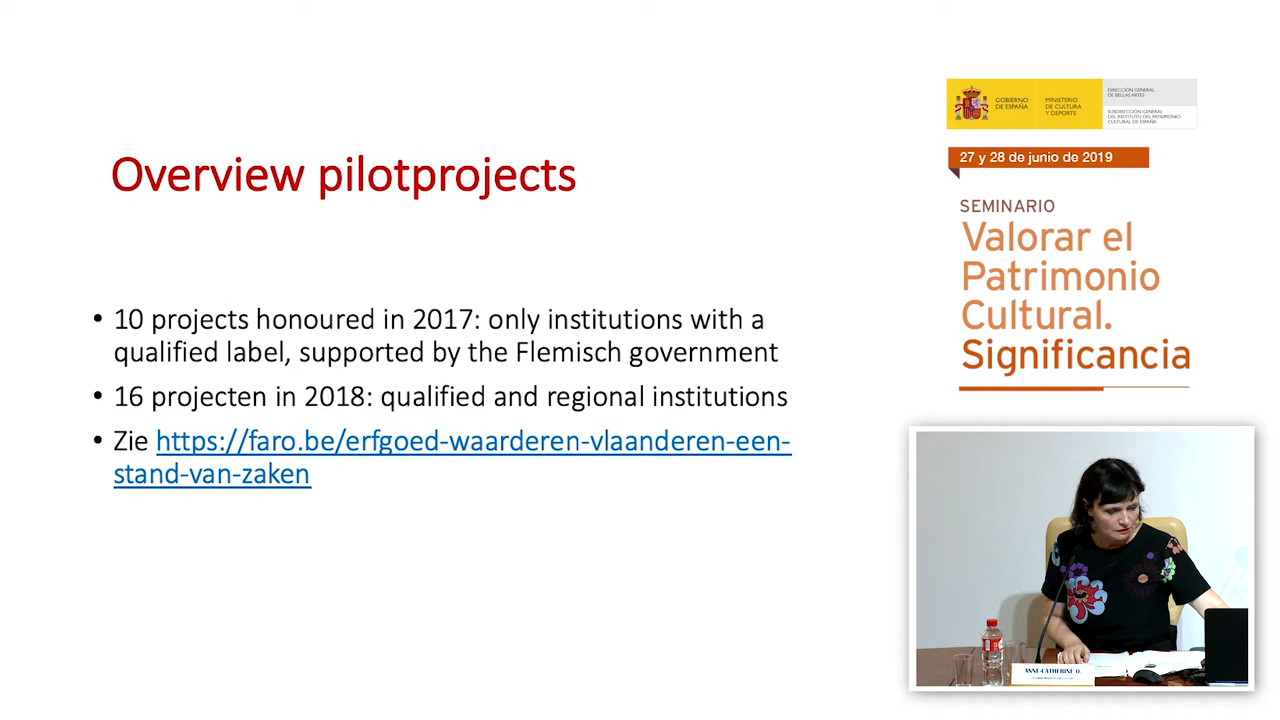 Overview pilotprojects
• 10 projects honoured in 2017: only institutions with a
qualified label, supported by the Flemisch government
• 16 projecten in 2018: qualified and regional institutions
• Zie https://faro.be/erfgoed-waarderen-vlaanderen-een-
stand-van-zaken
GOBIERNO
DE ESPAÑA
MINISTERIO
DE CULTURA
Y DEPORTE
DIRECCIÓN GENERAL
DE BELLAS ARTES
SUBDIRECCIÓN GENERAL
DEL INSTITUTO DEL PATRIMONIO
CULTURAL DE ESPAÑA
27 y 28 de junio de 2019
SEMINARIO
Valorar el
Patrimonio
Cultural.
Significancia
ANNE-CATHERINE O.